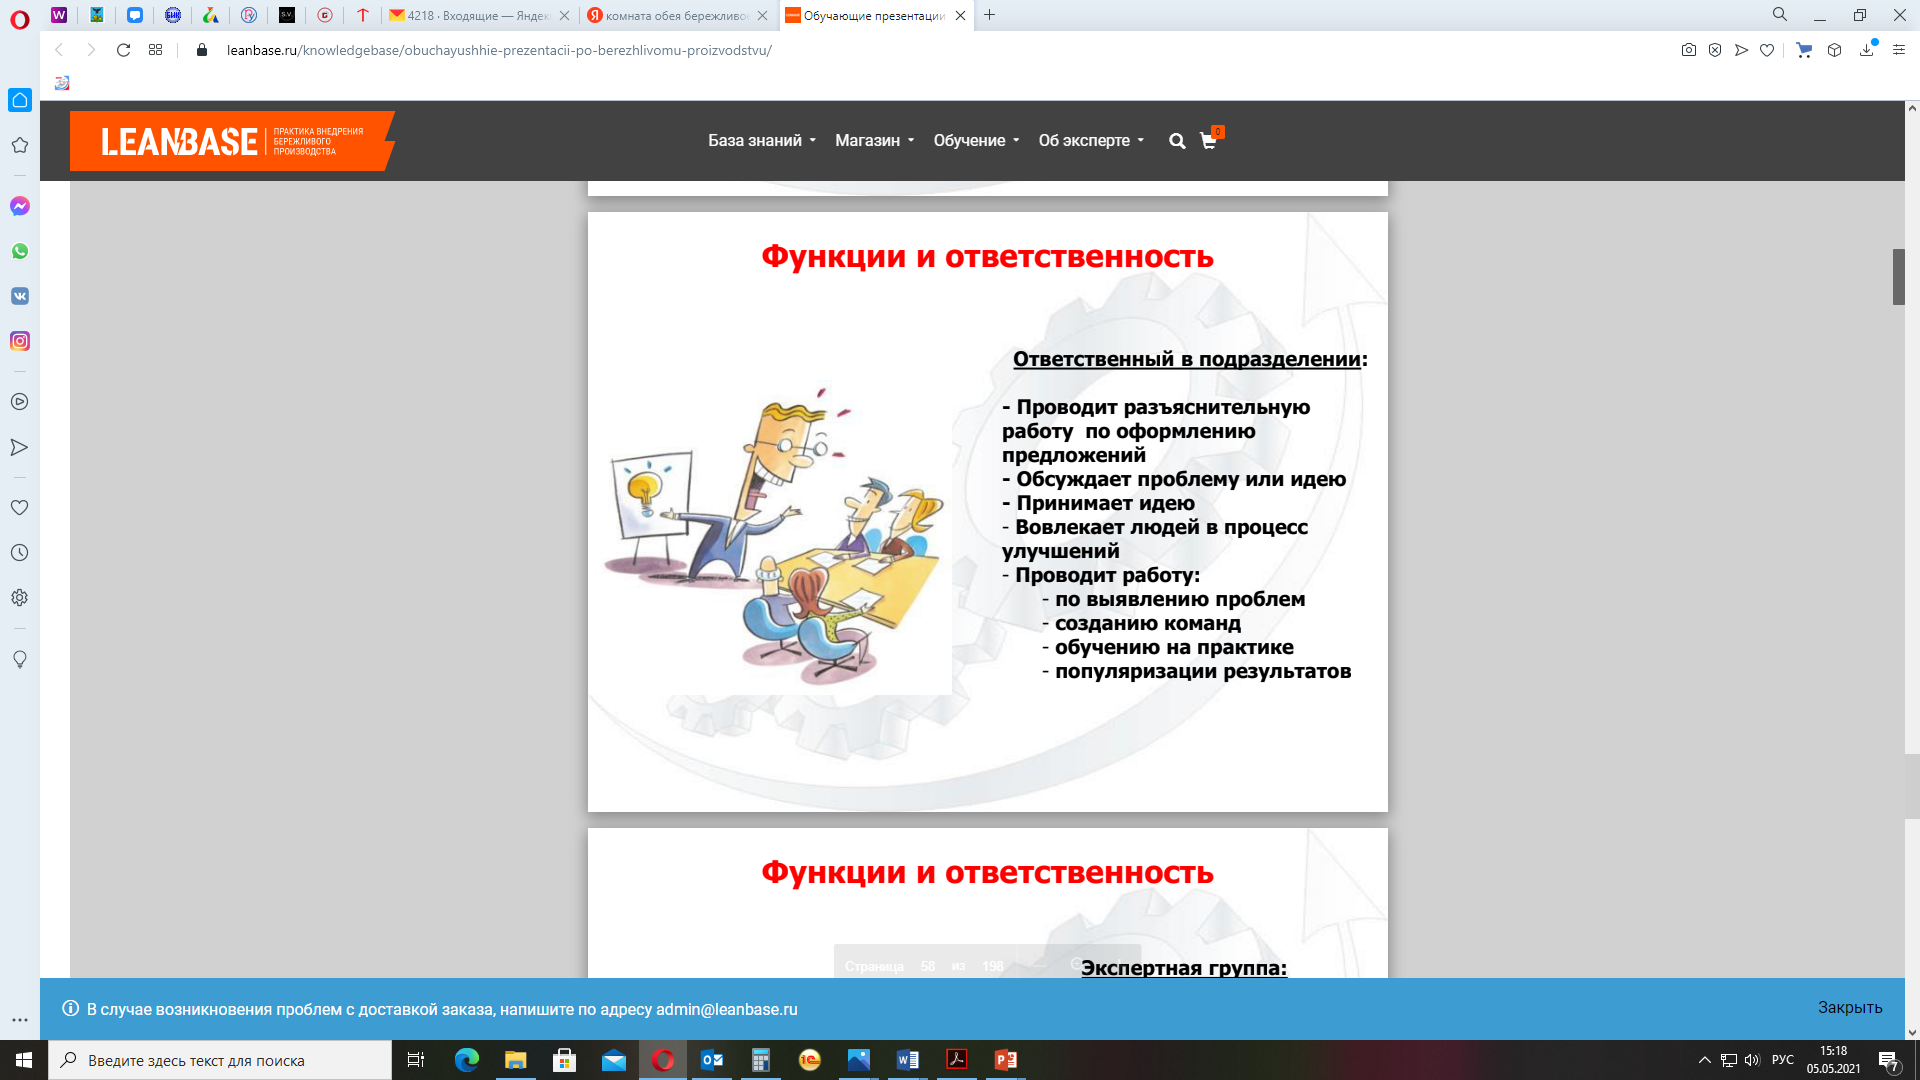 4218 · Входящие — Яндек
комната обея бережливо
Обучающие презентации
leanbase.ru/knowledgebase/obuchayushhie-prezentacii-po-berezhlivomu-proizvodstvu/
LEANBASE
ПРАКТИКА ВНЕДРЕНИЯ
БЕРЕЖЛИВОГО
ПРОИЗВОДСТВА
База знаний Магазин Обучение Об эксперте 0
Функции и ответственность
Ответственный в подразделении:
- Проводит разъяснительную
работу по оформлению
предложений
- Обсуждает проблему или идею
- Принимает идею
- Вовлекает людей в процесс
улучшений
- Проводит работу:
- по выявлению проблем
- созданию команд
- обучению на практике
- популяризации результатов
Функции и ответственность
Экспертная группа:
Страница 58 из 198
В случае возникновения проблем с доставкой заказа, напишите по адресу admin@leanbase.ru
Закрыть
Введите здесь текст для поиска
РУС
15:18
05.05.2021
7